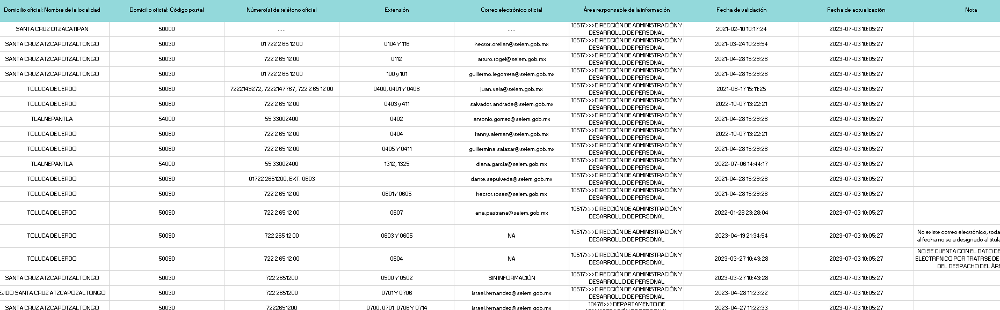 Domicilio oficial: Nombre de la localidad Domicilio oficial: Código postal Número(s) de teléfono oficial Extensión Correo electrónico oficial Área responsable de la información Fecha de validación Fecha de actualización Nota
SANTA CRUZ OTZACATIPAN 50000 ..... ..... 10517>>>DIRECCIÓN DE ADMINISTRACIÓN Y 2021-02-10 10:17:24 2023-07-03 10:05:27
DESARROLLO DE PERSONAL
SANTA CRUZ ATZCAPOTZALTONGO 50030 01 722 2 65 12 00 0104 Y 116 hector.orellan@seiem.gob.mx 10517>>>DIRECCIÓN DE ADMINISTRACIÓN Y 2021-03-24 10:29:54 2023-07-03 10:05:27
DESARROLLO DE PERSONAL
SANTA CRUZ ATZCAPOTZALTONGO 50030 722 2 65 12 00 0112 arturo.rogel@seiem.gob.mx 10517>>>DIRECCIÓN DE ADMINISTRACIÓN Y 2021-04-28 15:29:28 2023-07-03 10:05:27
DESARROLLO DE PERSONAL
SANTA CRUZ ATZCAPOTZALTONGO 50030 01 722 2 65 12 00 100 y 101 guillermo.legorreta@seiem.gob.mx 10517>>>DIRECCIÓN DE ADMINISTRACIÓN Y 2021-04-28 15:29:28 2023-07-03 10:05:27
DESARROLLO DE PERSONAL
TOLUCA DE LERDO 50060 7222149272, 7222147767, 722 2 65 12 00 0400, 0401 Y 0408 juan.vela@seiem.gob.mx 10517>>>DIRECCIÓN DE ADMINISTRACIÓN Y 2021-06-17 15:11:25 2023-07-03 10:05:27
DESARROLLO DE PERSONAL
TOLUCA DE LERDO 50060 722 2 65 12 00 0403 y 411 salvador.andrade@seiem.gob.mx 10517>>>DIRECCIÓN DE ADMINISTRACIÓN Y 2022-10-07 13:22:21 2023-07-03 10:05:27
DESARROLLO DE PERSONAL
TLALNEPANTLA 54000 55 33002400 0402 antonio.gomez@seiem.gob.mx 10517>>>DIRECCIÓN DE ADMINISTRACIÓN Y 2021-04-28 15:29:28 2023-07-03 10:05:27
DESARROLLO DE PERSONAL
TOLUCA DE LERDO 50060 722 2 65 12 00 0404 fanny.aleman@seiem.gob.mx 10517>>>DIRECCIÓN DE ADMINISTRACIÓN Y 2022-10-07 13:22:21 2023-07-03 10:05:27
DESARROLLO DE PERSONAL
TOLUCA DE LERDO 50060 722 2 65 12 00 0405 Y 0411 guillermina.salazar@seiem.gob.mx 10517>>>DIRECCIÓN DE ADMINISTRACIÓN Y 2021-04-28 15:29:28 2023-07-03 10:05:27
DESARROLLO DE PERSONAL
TLALNEPANTLA 54000 55 33002400 1312, 1325 diana.garcia@seiem.gob.mx 10517>>>DIRECCIÓN DE ADMINISTRACIÓN Y 2022-07-06 14:44:17 2023-07-03 10:05:27
DESARROLLO DE PERSONAL
TOLUCA DE LERDO 50090 01722 2651200, EXT. 0603 dante.sepulveda@seiem.gob.mx 10517>>>DIRECCIÓN DE ADMINISTRACIÓN Y 2021-04-28 15:29:28 2023-07-03 10:05:27
DESARROLLO DE PERSONAL
TOLUCA DE LERDO 50090 722 2 65 12 00 0601Y 0605 hector.rosas@seiem.gob.mx 10517>>>DIRECCIÓN DE ADMINISTRACIÓN Y 2021-04-28 15:29:28 2023-07-03 10:05:27
DESARROLLO DE PERSONAL
TOLUCA DE LERDO 50090 722 2 65 12 00 0607 ana.pastrana@seiem.gob.mx 10517>>>DIRECCIÓN DE ADMINISTRACIÓN Y 2022-01-28 23:28:04 2023-07-03 10:05:27
DESARROLLO DE PERSONAL
TOLUCA DE LERDO 50090 722 265 12 00 0603 Y 0605 NA 10517>>>DIRECCIÓN DE ADMINISTRACIÓN Y 2023-04-19 21:34:54 2023-07-03 10:05:27 No existe correo electrónico, toda
DESARROLLO DE PERSONAL al fecha no se a designado al titula
TOLUCA DE LERDO 50090 722 2 65 12 00 0604 NA 10517>>>DIRECCIÓN DE ADMINISTRACIÓN Y 2023-03-27 10:43:28 2023-07-03 10:05:27 NO SE CUENTA CON EL DATO DE
DESARROLLO DE PERSONAL ELECTRPNICO POR TRATRSE DE
DEL DESPACHO DEL ÁRE
SANTA CRUZ ATZCAPOTZALTONGO 50030 722 2651200 0500 Y 0502 SIN INFORMACIÓN 10517>>>DIRECCIÓN DE ADMINISTRACIÓN Y 2023-03-27 10:43:28 2023-07-03 10:05:27
DESARROLLO DE PERSONAL
EJIDO SANTA CRUZ ATZCAPOZALTONGO 50030 722 2651200 0701 Y 0706 israel.fernandez@seiem.gob.mx 10517>>>DIRECCIÓN DE ADMINISTRACIÓN Y 2023-04-28 11:23:22 2023-07-03 10:05:27
DESARROLLO DE PERSONAL
SANTA CRUZ ATZCAPOTZALTONGO 50030 7222651200 0700, 0701, 0706 Y 0714 israel.fernandez@seiem.gob.mx 10478>>>DEPARTAMENTO DE 2023-04-27 11:22:33 2023-07-03 10:05:27